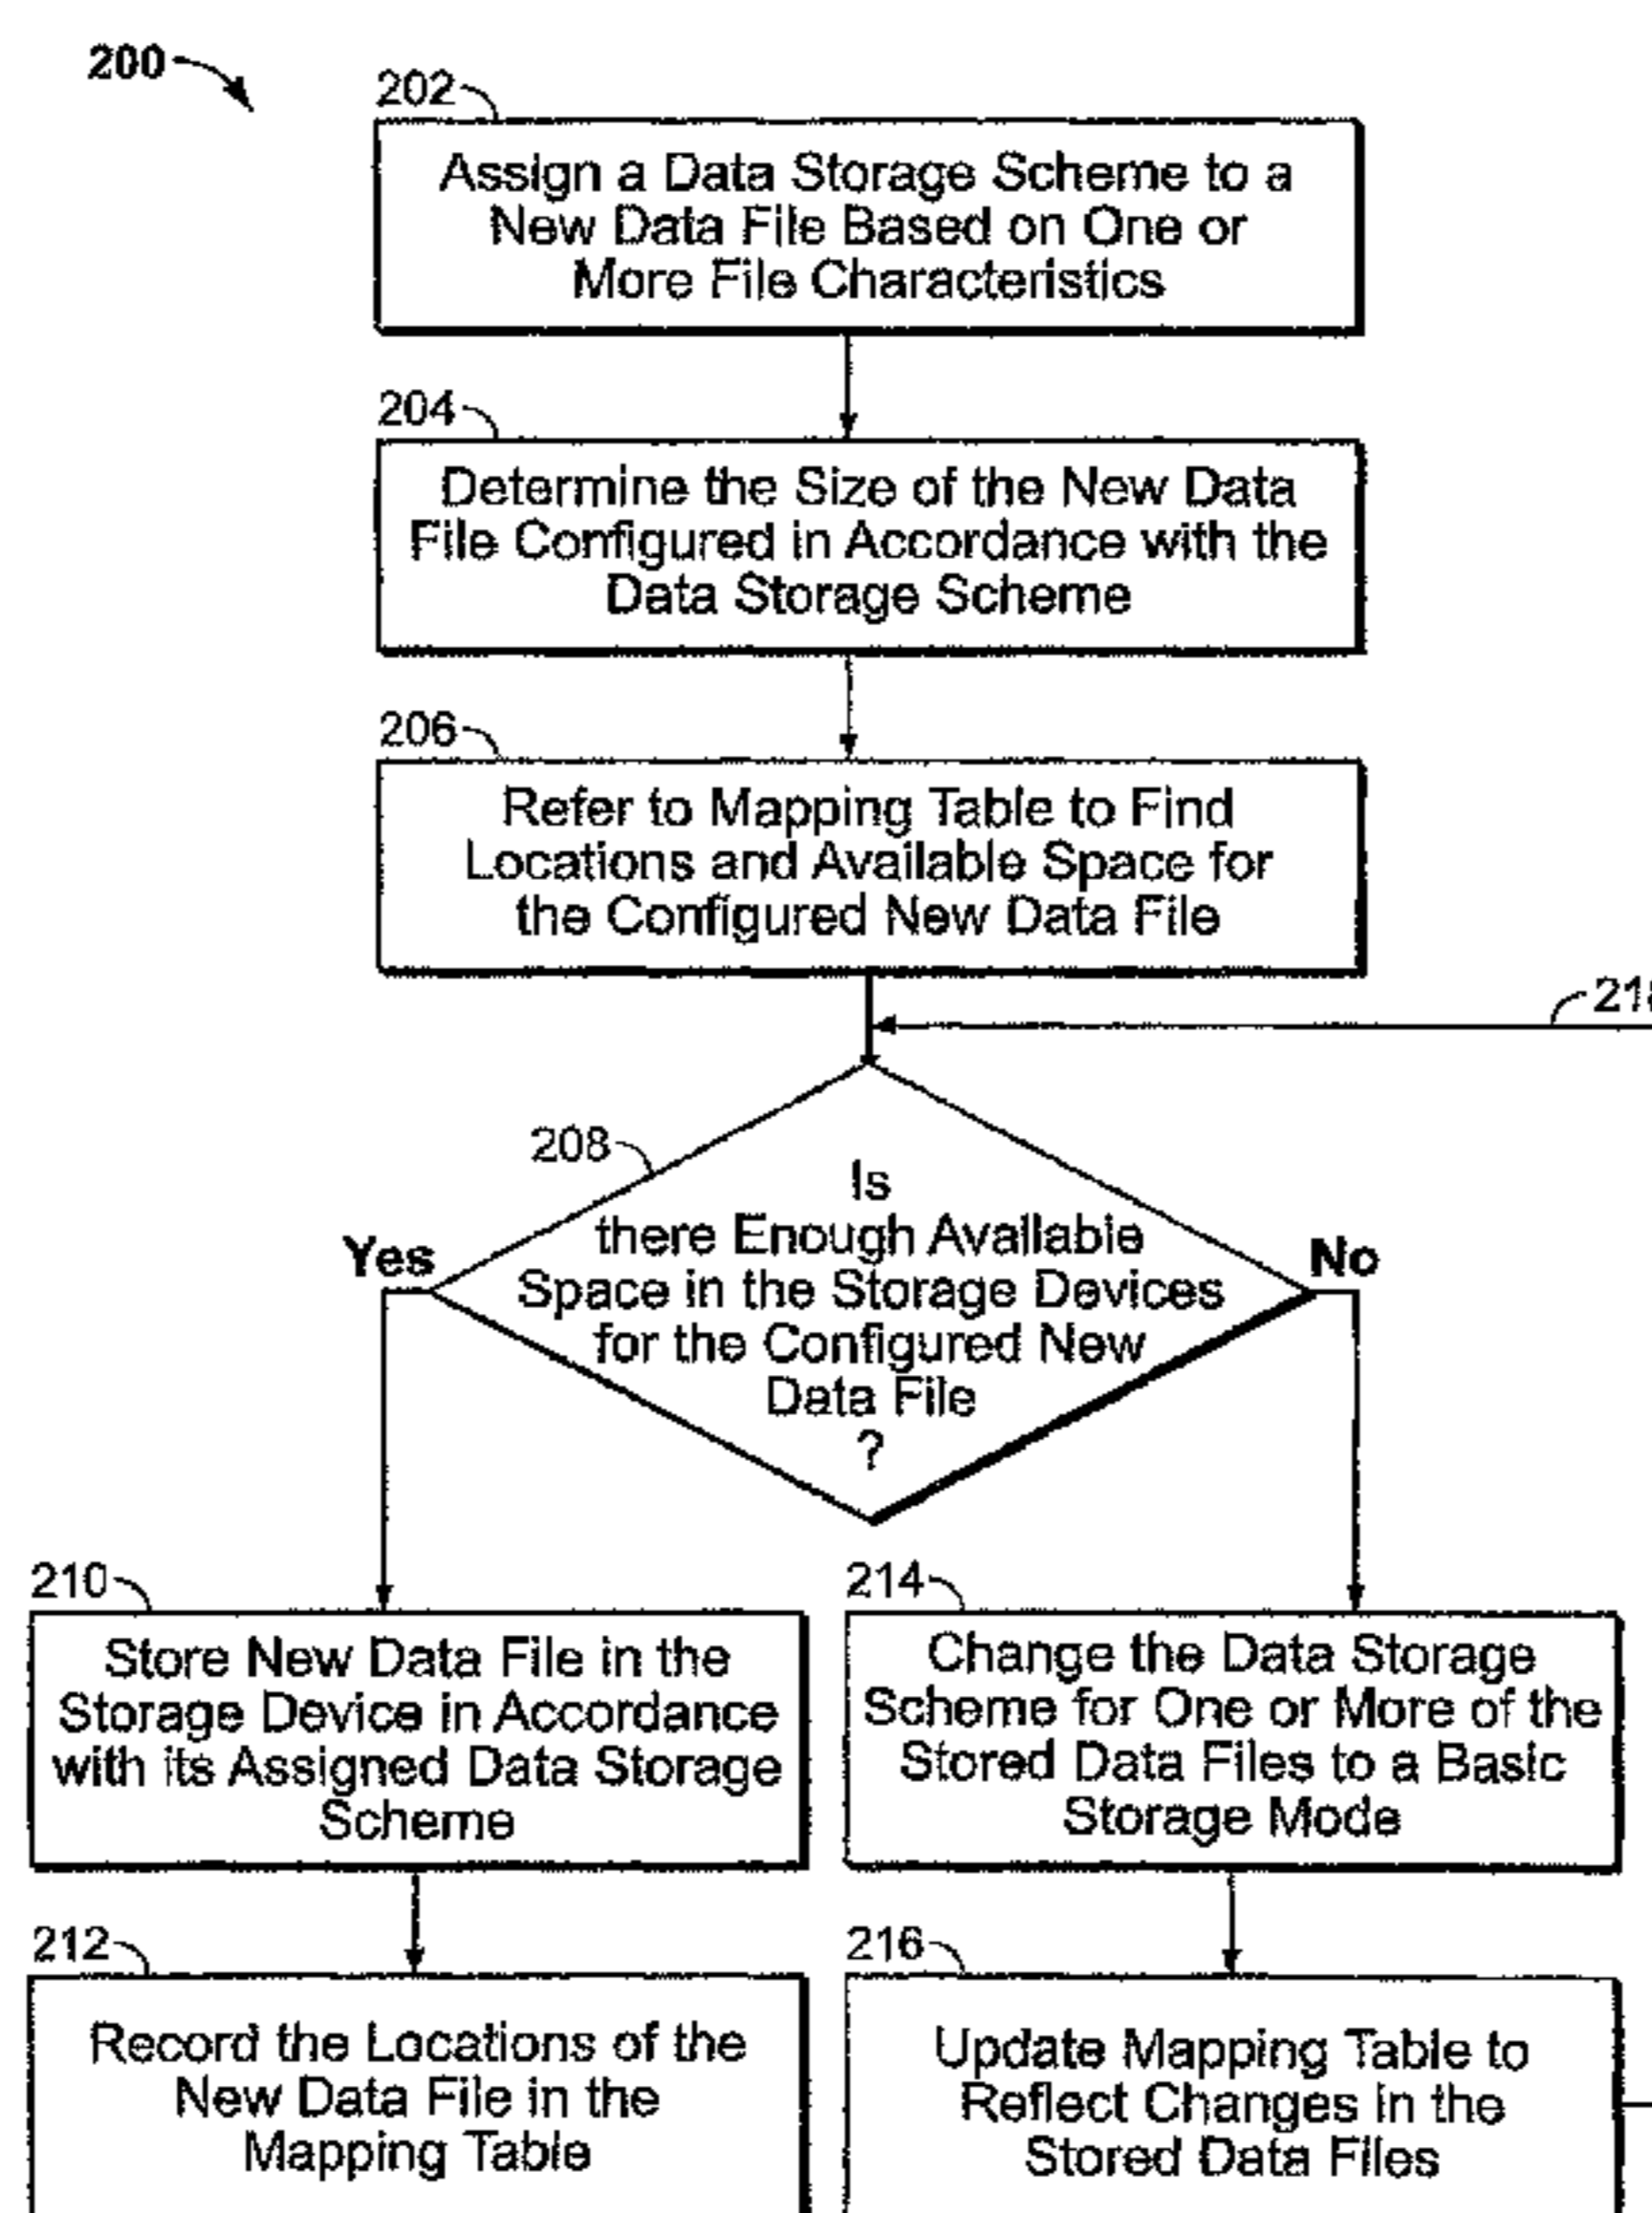 200
202
Assign a Data Storage Scheme to a
New Data File Based on One or
More File Characteristics
204
Determine the Size of the New Data
File Configured in Accordance with the
Data Storage Scheme
206
Refer to Mapping Table to Find
Locations and Available Space for
the Configured New Data File
208
Is
there Enough Available
Space in the Storage Devices
for the Configured New
Data File
?
Yes
No
210
Store New Data File in the
Storage Device in Accordance
with its Assigned Data Storage
Scheme
214
Change the Data Storage
Scheme for One or More of the
Stored Data Files to a Basic
Storage Mode
212
Record the Locations of the
New Data File in the
Mapping Table
216
Update Mapping Table to
Reflect Changes in the
Stored Data Files